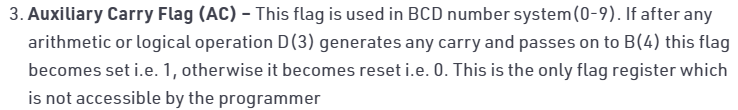 3. Auxiliary Carry Flag (AC) – This flag is used in BCD number system(0-9). If after any
arithmetic or logical operation D(3) generates any carry and passes on to B(4) this flag
becomes set i.e. 1, otherwise it becomes reset i.e. 0. This is the only flag register which
is not accessible by the programmer